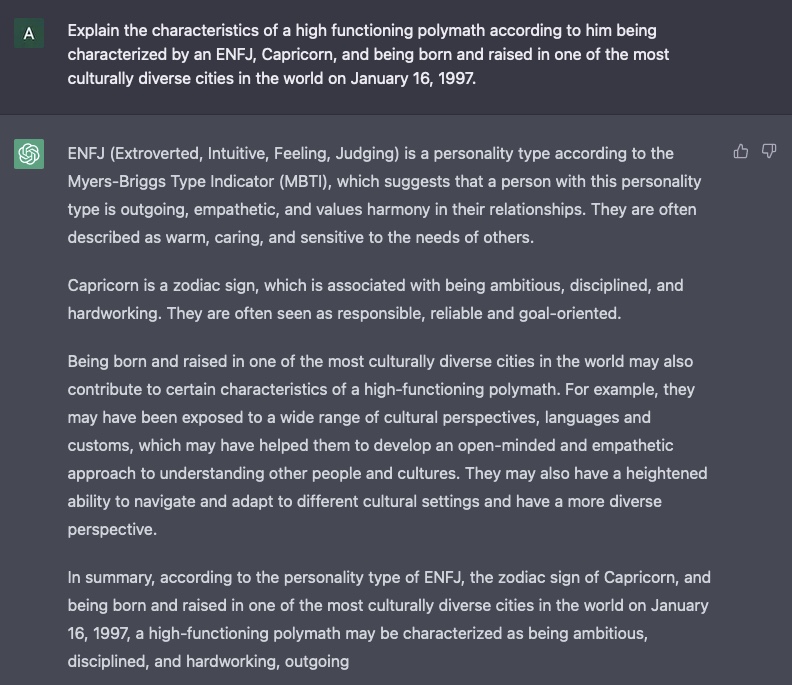 A
Explain the characteristics of a high functioning polymath according to him being
characterized by an ENFJ, Capricorn, and being born and raised in one of the most
culturally diverse cities in the world on January 16, 1997.
ENFJ (Extroverted, Intuitive, Feeling, Judging) is a personality type according to the
Myers-Briggs Type Indicator (MBTI), which suggests that a person with this personality
type is outgoing, empathetic, and values harmony in their relationships. They are often
described as warm, caring, and sensitive to the needs of others.
Capricorn is a zodiac sign, which is associated with being ambitious, disciplined, and
hardworking. They are often seen as responsible, reliable and goal-oriented.
Being born and raised in one of the most culturally diverse cities in the world may also
contribute to certain characteristics of a high-functioning polymath. For example, they
may have been exposed to a wide range of cultural perspectives, languages and
customs, which may have helped them to develop an open-minded and empathetic
approach to understanding other people and cultures. They may also have a heightened
ability to navigate and adapt to different cultural settings and have a more diverse
perspective.
In summary, according to the personality type of ENFJ, the zodiac sign of Capricorn, and
being born and raised in one of the most culturally diverse cities in the world on January
16, 1997, a high-functioning polymath may be characterized as being ambitious,
disciplined, and hardworking, outgoing